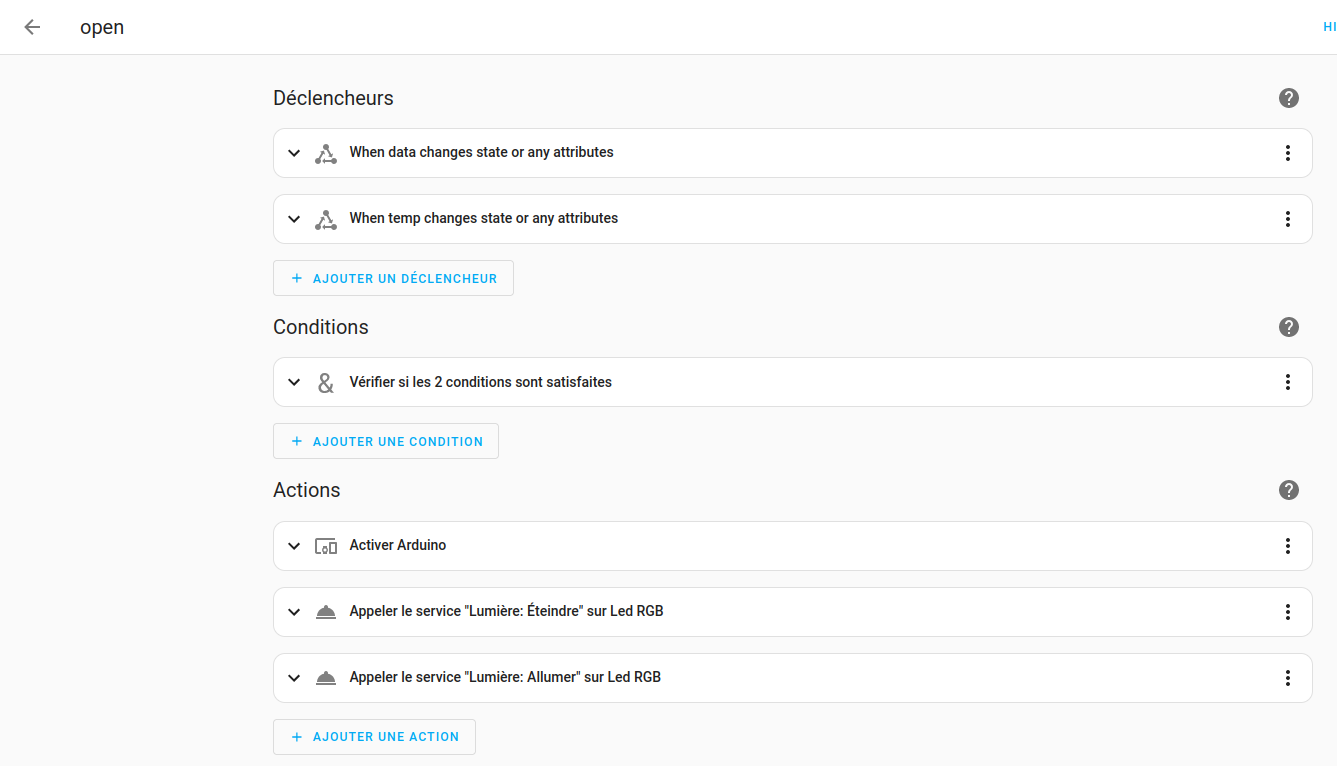 open
HI
Déclencheurs
When data changes state or any attributes
When temp changes state or any attributes
+ AJOUTER UN DÉCLENCHEUR
Conditions
& Vérifier si les 2 conditions sont satisfaites
+ AJOUTER UNE CONDITION
Actions
Activer Arduino
Appeler le service "Lumière: Éteindre" sur Led RGB
Appeler le service "Lumière: Allumer" sur Led RGB
+ AJOUTER UNE ACTION